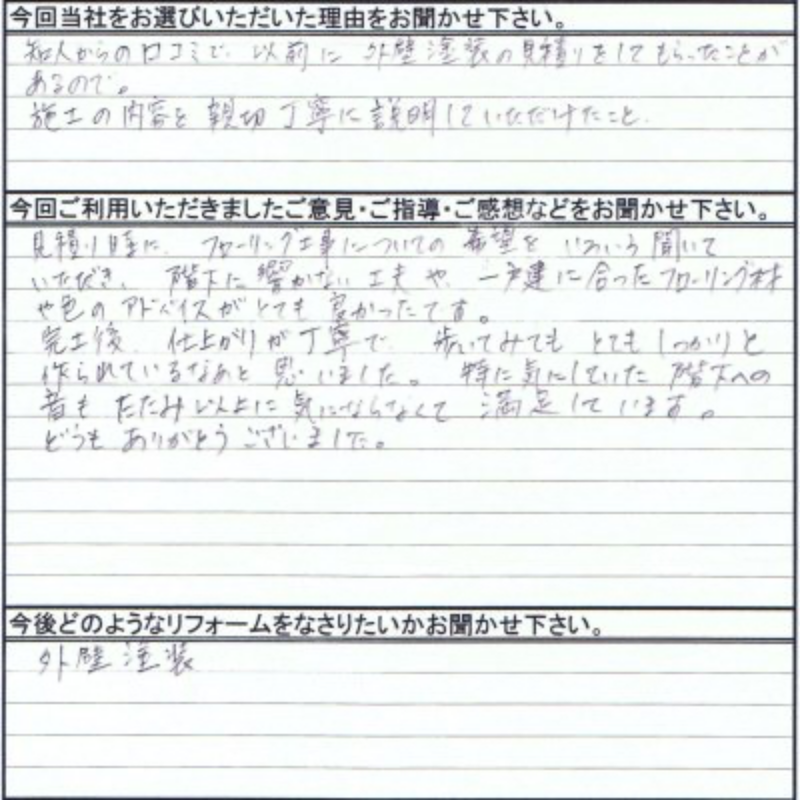 今回当社をお選びいただいた理由をお聞かせ下さい。
知人からの口コミで、以前に外壁塗装の見積りをしてもらったことが
あるので。
施工の内容を親切丁寧に説明していただけたこと。
今回ご利用いただきましたご意見・ご指導・ご感想などをお聞かせ下さい。
見積り時に、フローリング工事についての希望をいろいろ聞いて
いただき、階下に響かない工夫や、一戸建に合ったフローリング材
や色のアドバイスがとても良かったです。
完工後、仕上がりが丁寧で、歩いてみてもとてもしっかりと
作られているなあと思いました。特に気にしていた階下への
音もたたみ以上に気にならなくて満足しています。
どうもありがとうございました。
今後どのようなリフォームをなさりたいかお聞かせ下さい。
外壁塗装